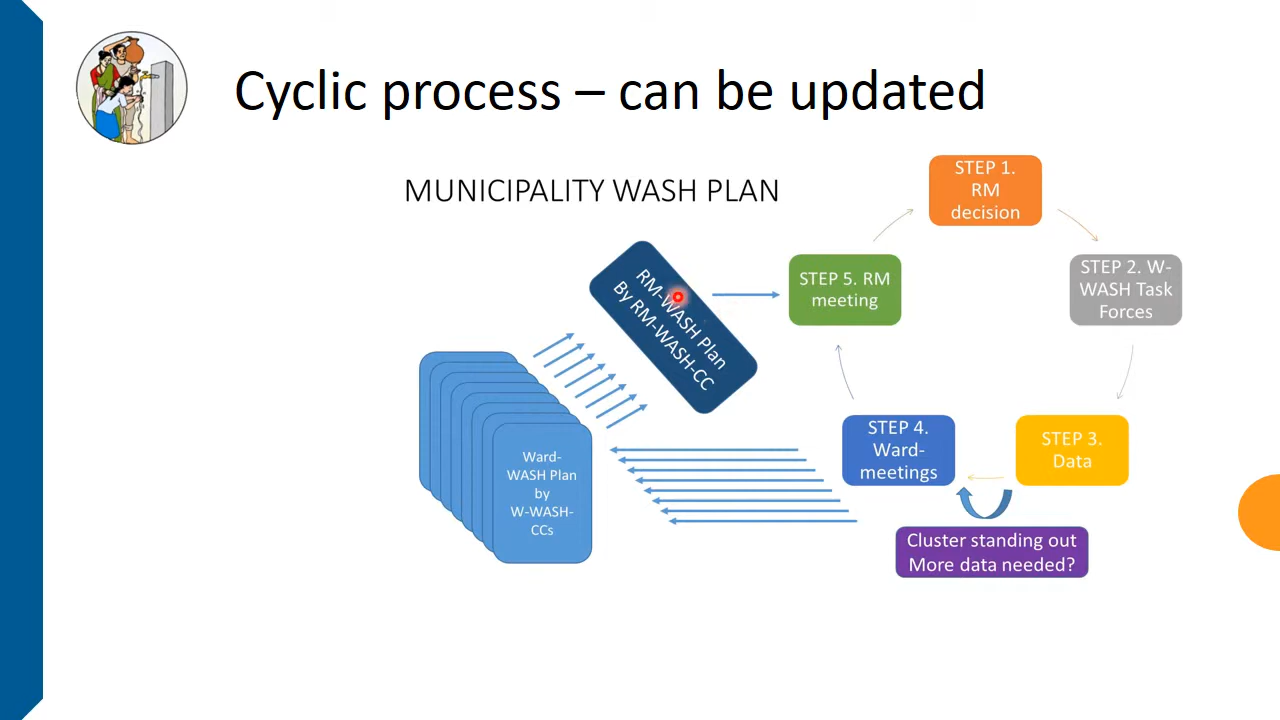 Cyclic process – can be updated
MUNICIPALITY WASH PLAN
STEP 1.
RM
decision
STEP 2. W-
WASH Task
Forces
STEP 3.
Data
Cluster standing out
More data needed?
STEP 4.
Ward-
meetings
STEP 5. RM
meeting
RM-WASH Plan
By RM-WASH-CC
Ward-
WASH Plan
by
W-WASH-
CCs